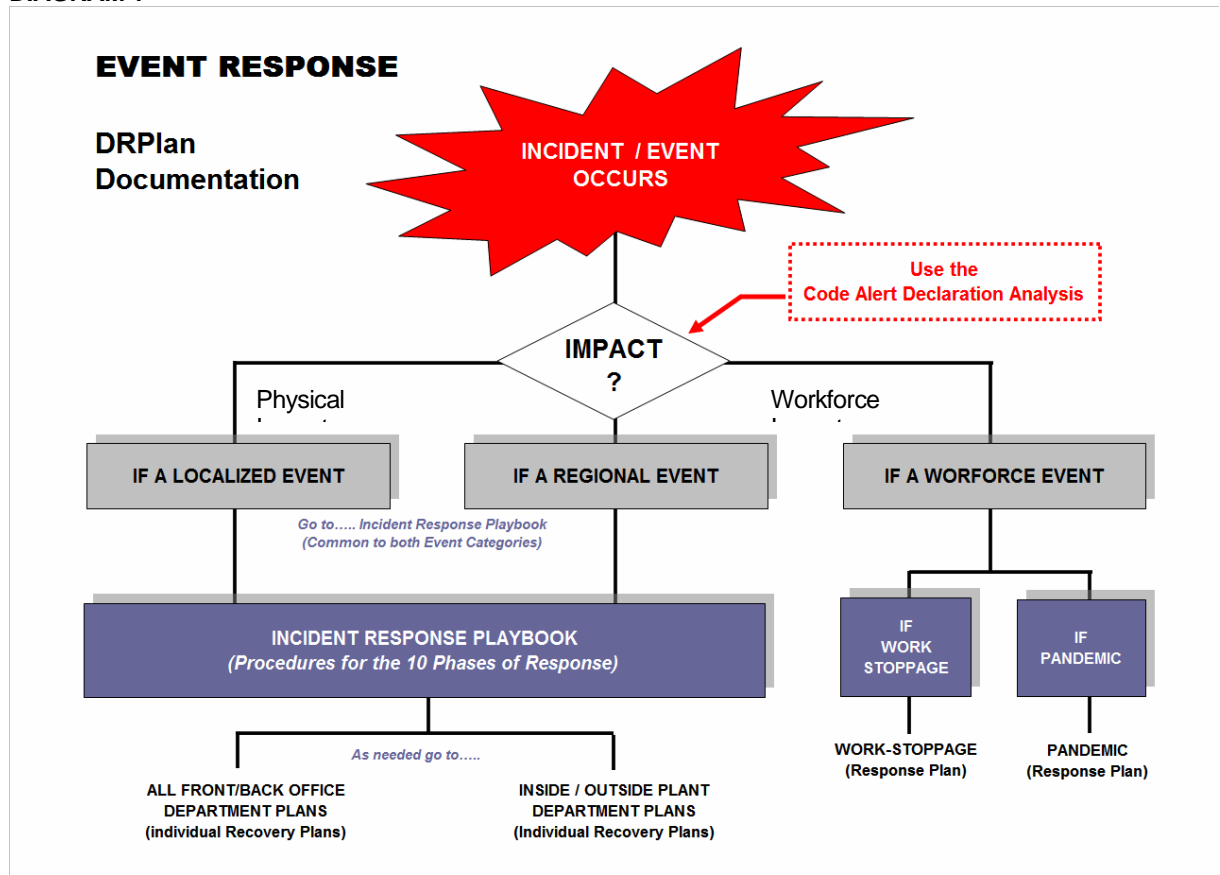 EVENT RESPONSE
DRPlan
Documentation
INCIDENT / EVENT
OCCURS
Use the
Code Alert Declaration Analysis
IMPACT
?
Physical
Workforce
IF A LOCALIZED EVENT
IF A REGIONAL EVENT
IF A WORFORCE EVENT
Go to..... Incident Response Playbook
(Common to both Event Categories)
INCIDENT RESPONSE PLAYBOOK
(Procedures for the 10 Phases of Response)
IF
WORK
STOPPAGE
IF
PANDEMIC
As needed go to.....
WORK-STOPPAGE
(Response Plan)
PANDEMIC
(Response Plan)
ALL FRONT/BACK OFFICE
DEPARTMENT PLANS
(individual Recovery Plans)
INSIDE / OUTSIDE PLANT
DEPARTMENT PLANS
(Individual Recovery Plans)